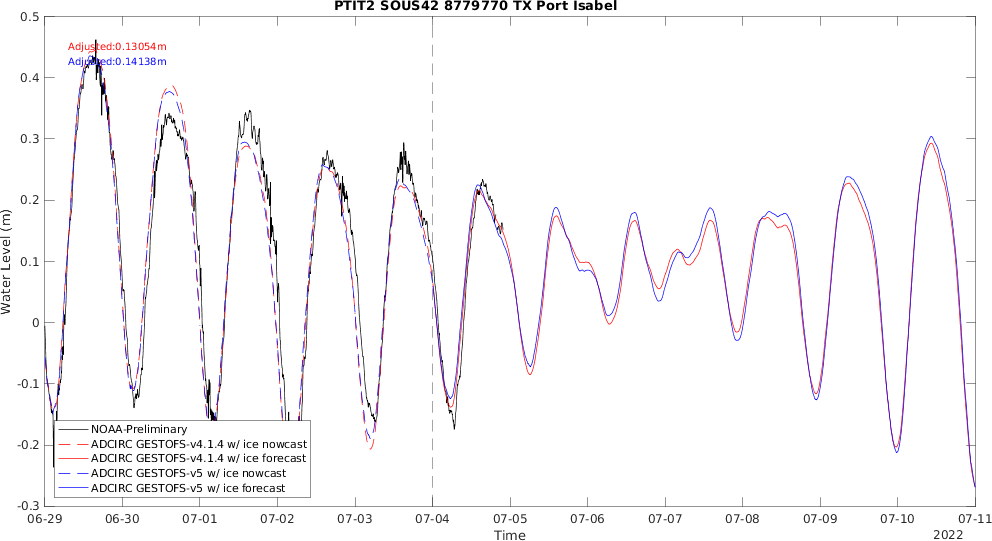 PTIT2 SOUS42 8779770 TX Port Isabel
Adjusted:0.13054m
Adjusted:0.14138m
0.5
0.4
0.3
0.2
0.1
0
-0.1
-0.2
-0.3
Water Level (m)
NOAA-Preliminary
ADCIRC GESTOFS-v4.1.4 w/ ice nowcast
ADCIRC GESTOFS-v4.1.4 w/ ice forecast
ADCIRC GESTOFS-v5 w/ ice nowcast
ADCIRC GESTOFS-v5 w/ ice forecast
06-29 06-30 07-01 07-02 07-03 07-04 07-05 07-06 07-07 07-08 07-09 07-10 07-11
Time
2022